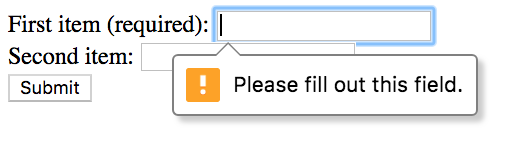 First item (required):
Second item:
Please fill out this field.
Submit